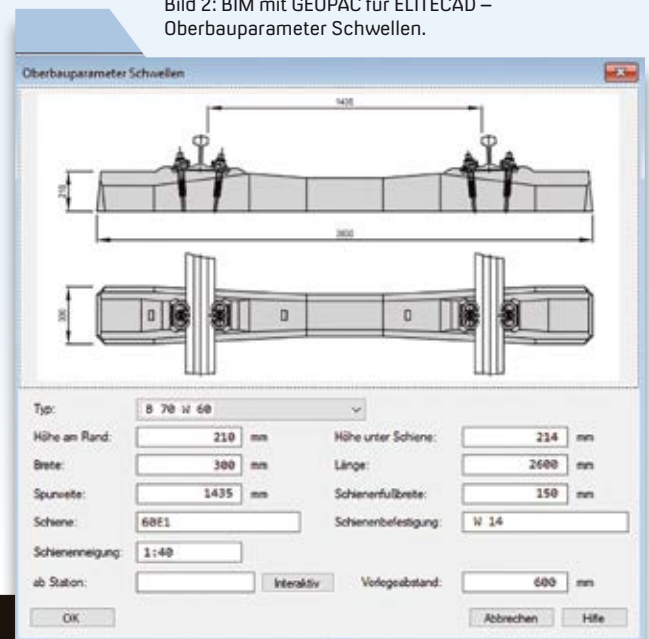 Bild 2: BIM mit GEOPAC für ELITECAD –
Oberbauparameter Schwellen.
Oberbauparameter Schwellen
1435
210
2600
300
Typ: B 70 W 60
Höhe am Rand: 210 mm Höhe unter Schiene: 214 mm
Breite: 300 mm Länge: 2600 mm
Spurweite: 1435 mm Schienenfußbreite: 150 mm
Schiene: 60E1 Schienenbefestigung: W 14
Schienenneigung: 1:40
ab Station: Interaktiv Verlegeabstand: 600 mm
OK Abbrechen Hilfe